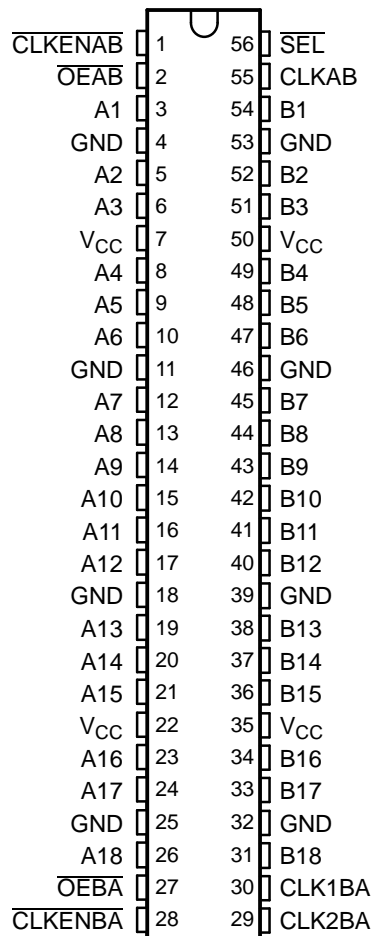 C̅L̅K̅E̅N̅A̅B̅ 1 56 S̅E̅L̅
O̅E̅A̅B̅ 2 55 CLKAB
A1 3 54 B1
GND 4 53 GND
A2 5 52 B2
A3 6 51 B3
VCC 7 50 VCC
A4 8 49 B4
A5 9 48 B5
A6 10 47 B6
GND 11 46 GND
A7 12 45 B7
A8 13 44 B8
A9 14 43 B9
A10 15 42 B10
A11 16 41 B11
A12 17 40 B12
GND 18 39 GND
A13 19 38 B13
A14 20 37 B14
A15 21 36 B15
VCC 22 35 VCC
A16 23 34 B16
A17 24 33 B17
GND 25 32 GND
A18 26 31 B18
O̅E̅B̅A̅ 27 30 CLK1BA
C̅L̅K̅E̅N̅B̅A̅ 28 29 CLK2BA